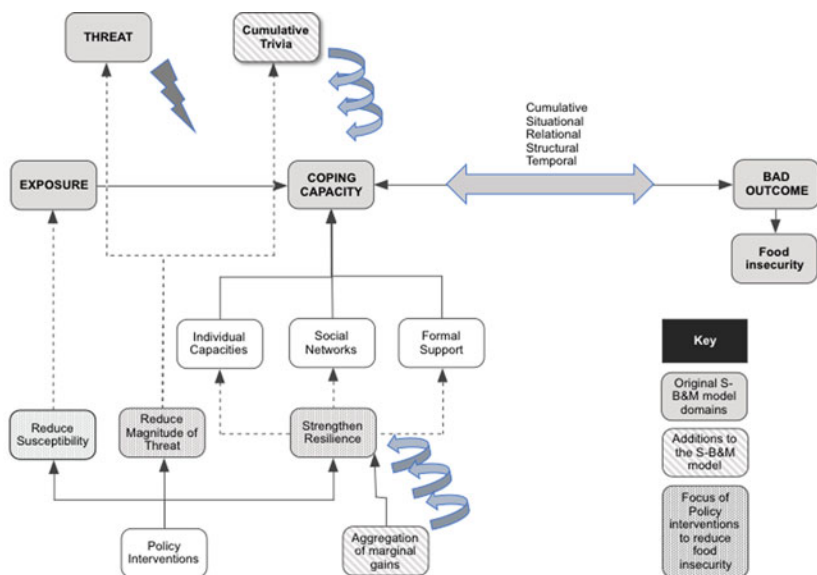 THREAT
Cumulative
Trivia
Cumulative
Situational
Relational
Structural
Temporal
EXPOSURE
COPING
CAPACITY
BAD
OUTCOME
Food
insecurity
Individual
Capacities
Social
Networks
Formal
Support
Key
Original S-
B&M model
domains
Reduce
Susceptibility
Reduce
Magnitude of
Threat
Strengthen
Resilience
Additions to
the S-B&M
model
Policy
Interventions
Aggregation
of marginal
gains
Focus of
Policy
interventions
to reduce
food
insecurity